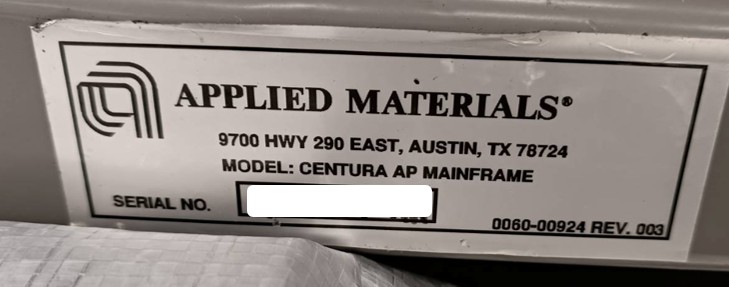 APPLIED MATERIALS®
9700 HWY 290 EAST, AUSTIN, TX 78724
MODEL: CENTURA AP MAINFRAME
SERIAL NO.
0060-00924 REV. 003